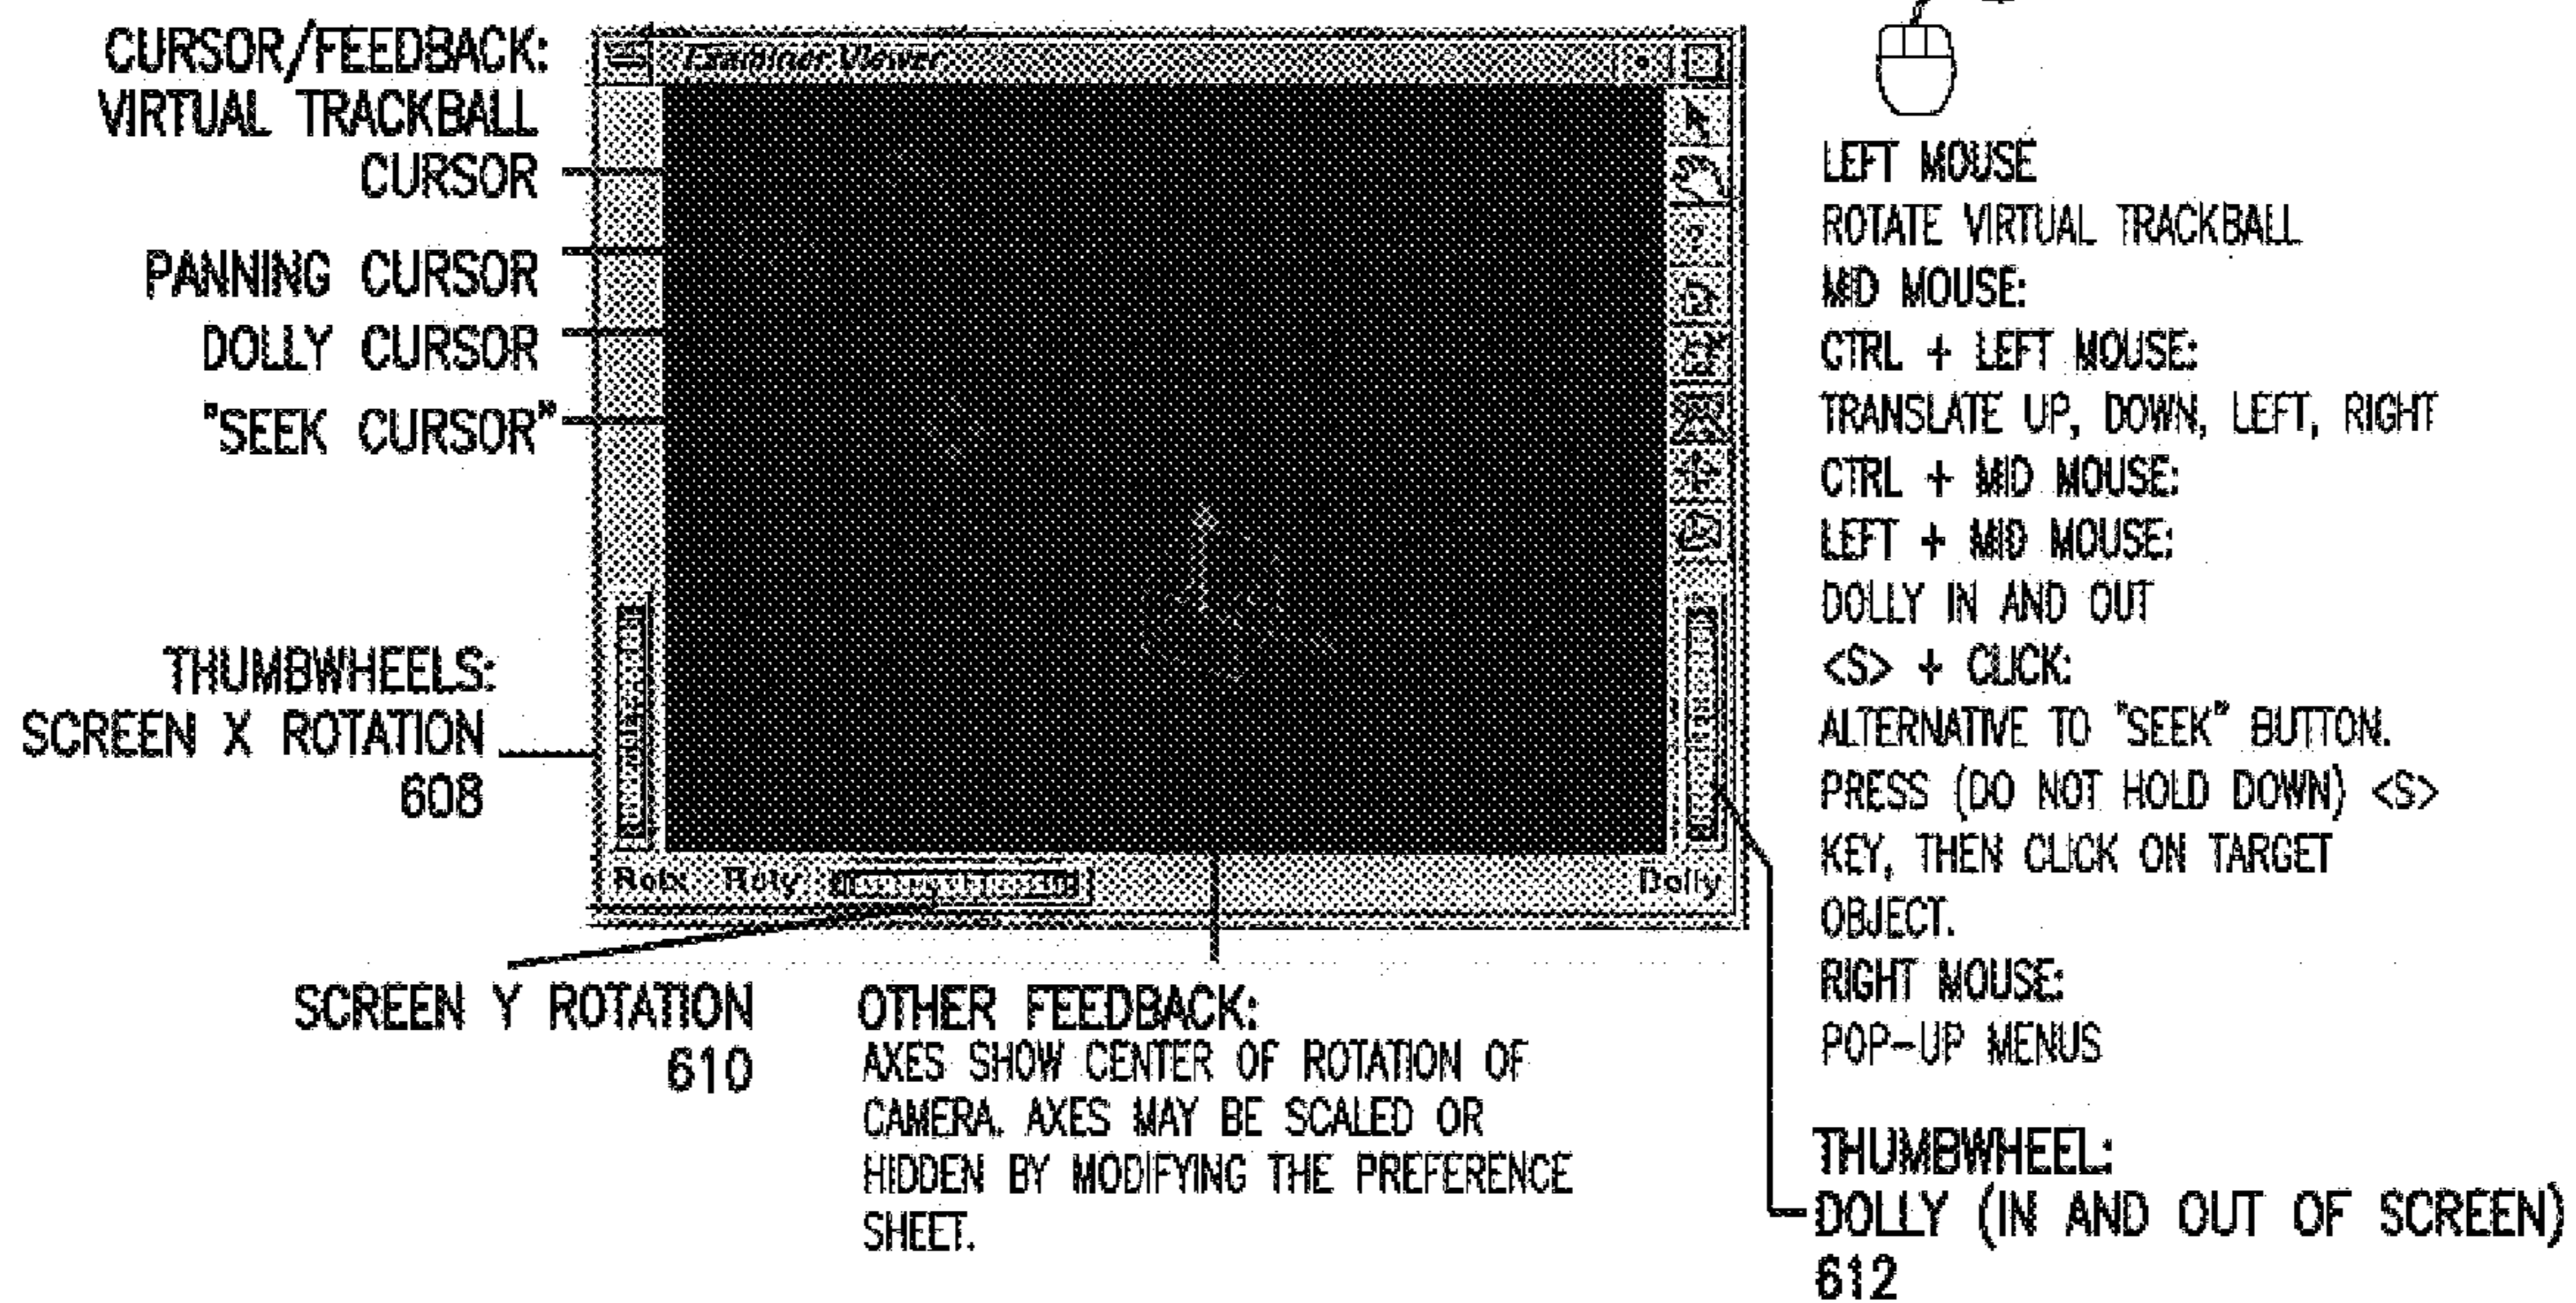 CURSOR/FEEDBACK:
VIRTUAL TRACKBALL
CURSOR
PANNING CURSOR
DOLLY CURSOR
"SEEK CURSOR"
THUMBWHEELS:
SCREEN X ROTATION
608
Examiner Viewer
Rotx Roty
Dolly
SCREEN Y ROTATION
610
OTHER FEEDBACK:
AXES SHOW CENTER OF ROTATION OF
CAMERA. AXES MAY BE SCALED OR
HIDDEN BY MODIFYING THE PREFERENCE
SHEET.
LEFT MOUSE
ROTATE VIRTUAL TRACKBALL
MID MOUSE:
CTRL + LEFT MOUSE:
TRANSLATE UP, DOWN, LEFT, RIGHT
CTRL + MID MOUSE:
LEFT + MID MOUSE:
DOLLY IN AND OUT
<S> + CLICK:
ALTERNATIVE TO "SEEK" BUTTON.
PRESS (DO NOT HOLD DOWN) <S>
KEY, THEN CLICK ON TARGET
OBJECT.
RIGHT MOUSE:
POP-UP MENUS
THUMBWHEEL:
DOLLY (IN AND OUT OF SCREEN)
612